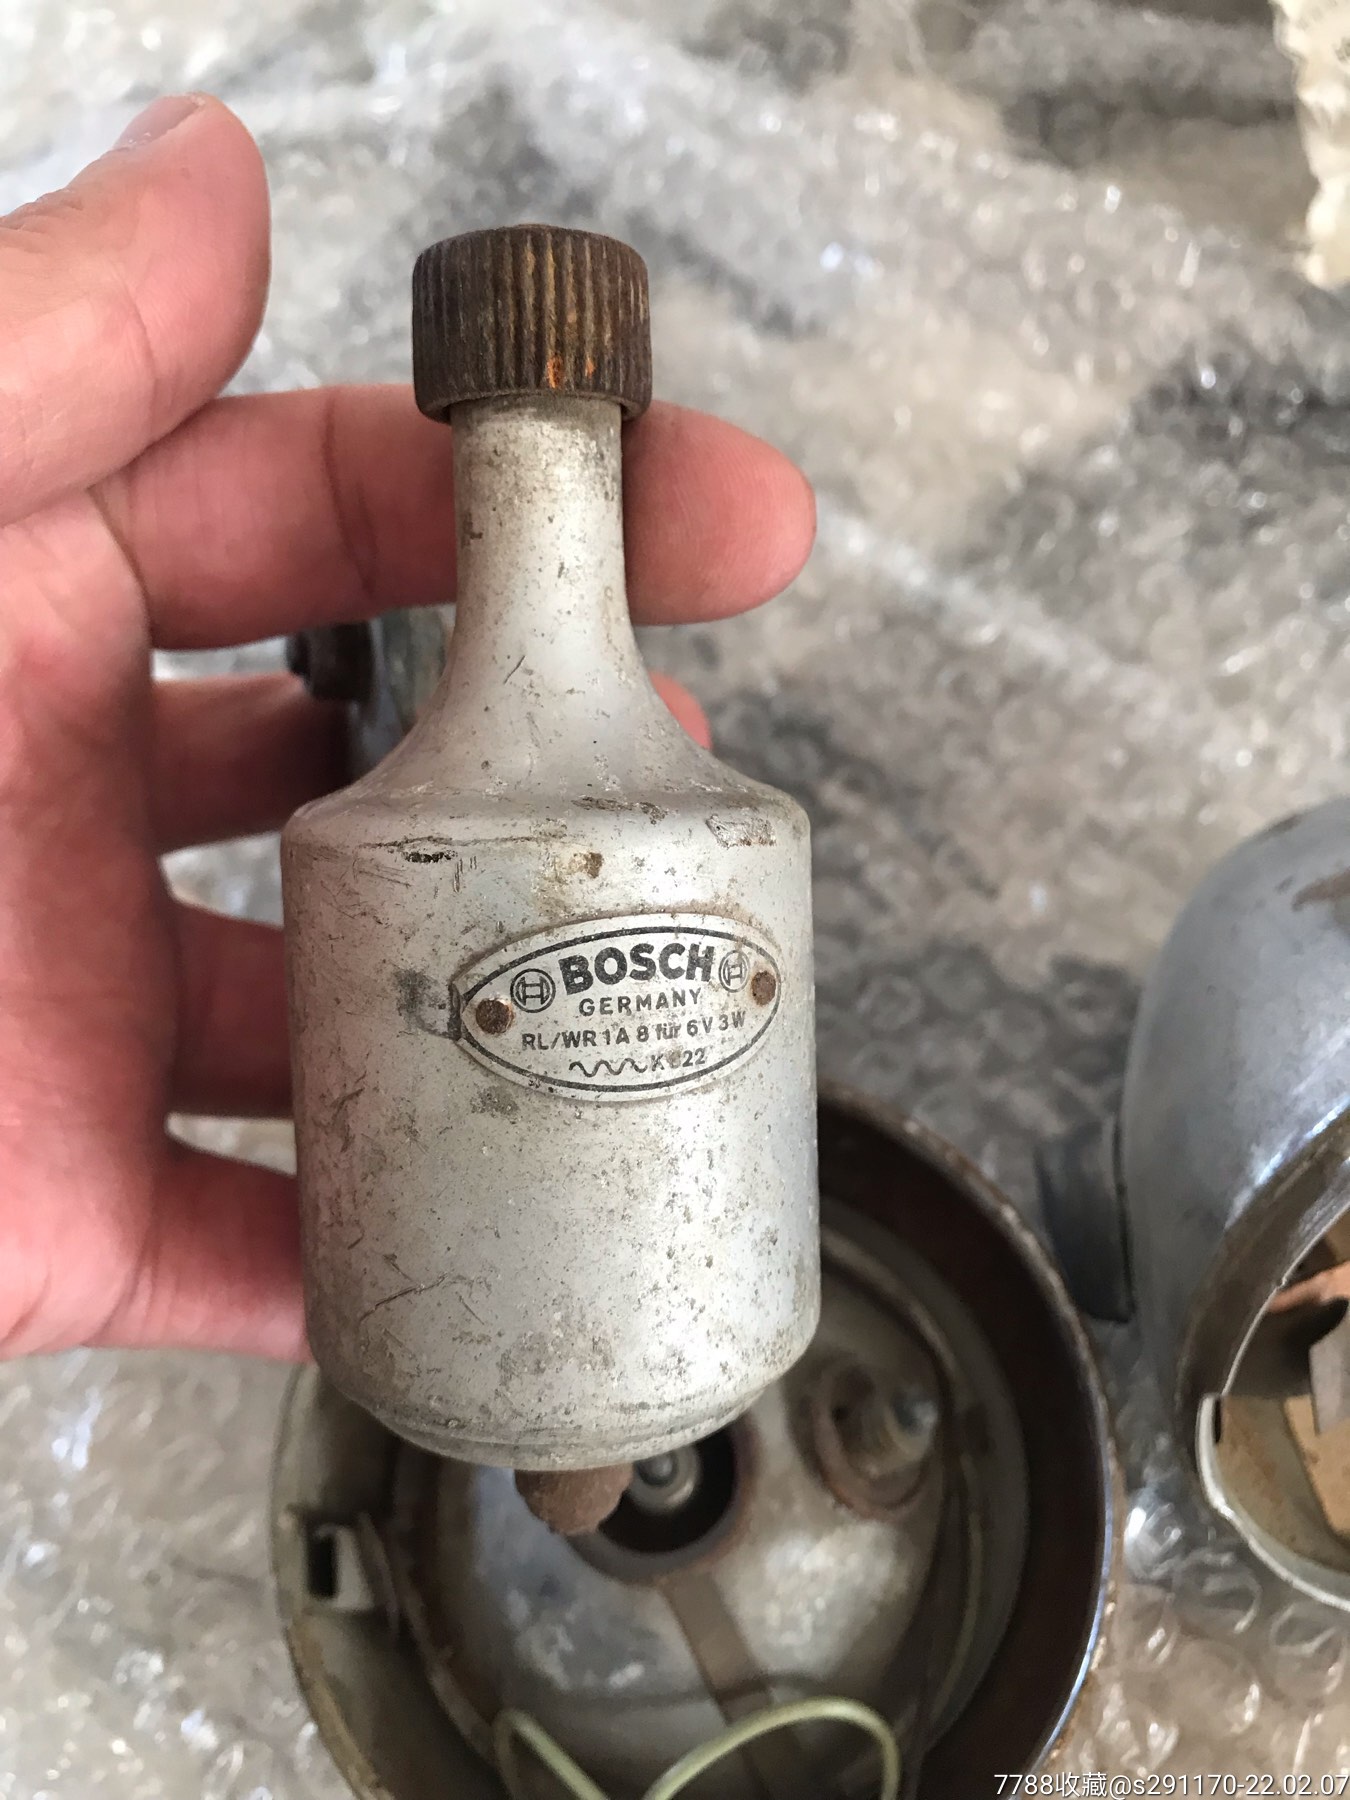 BOSCH
GERMANY
RL/WR 1 A 8 für 6V 3W
7788收藏@s291170-22.02.07